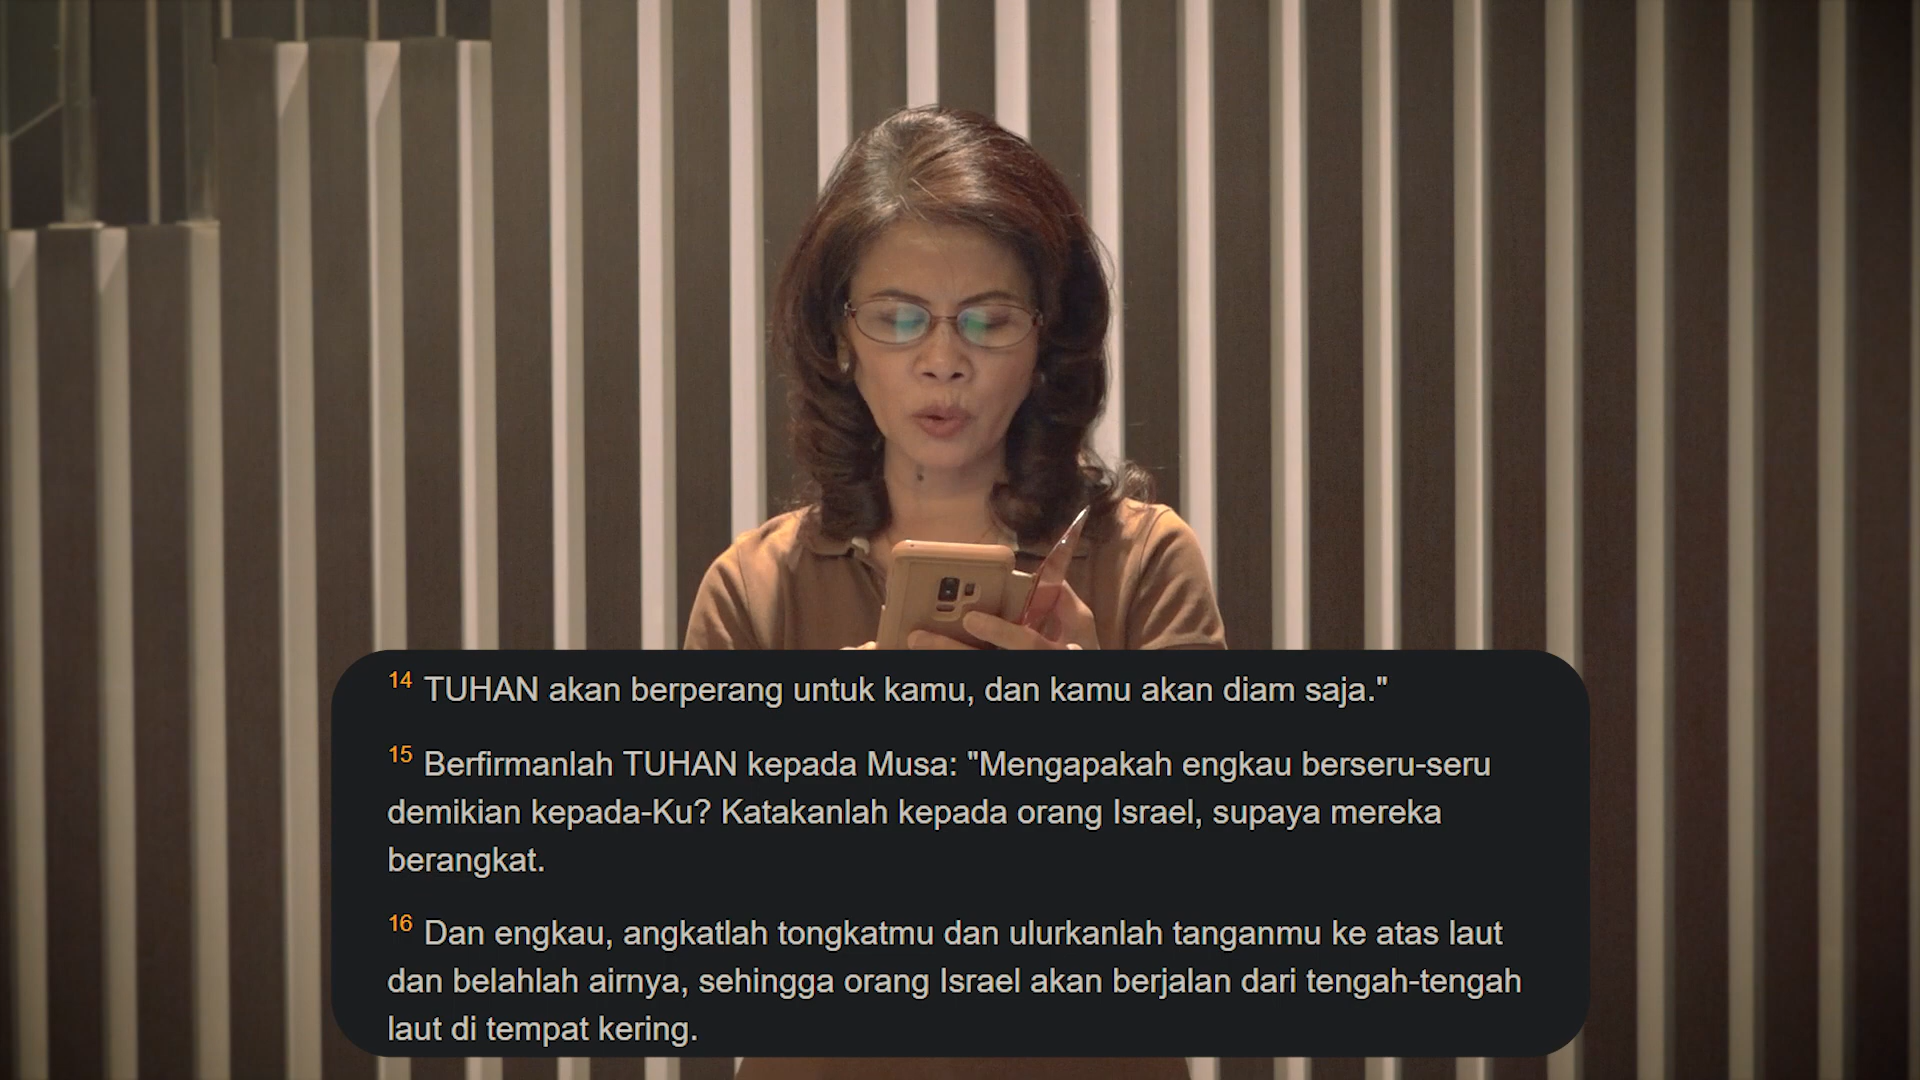 14 TUHAN akan berperang untuk kamu, dan kamu akan diam saja."
15 Berfirmanlah TUHAN kepada Musa: "Mengapakah engkau berseru-seru
demikian kepada-Ku? Katakanlah kepada orang Israel, supaya mereka
berangkat.
16 Dan engkau, angkatlah tongkatmu dan ulurkanlah tanganmu ke atas laut
dan belahlah airnya, sehingga orang Israel akan berjalan dari tengah-tengah
laut di tempat kering.